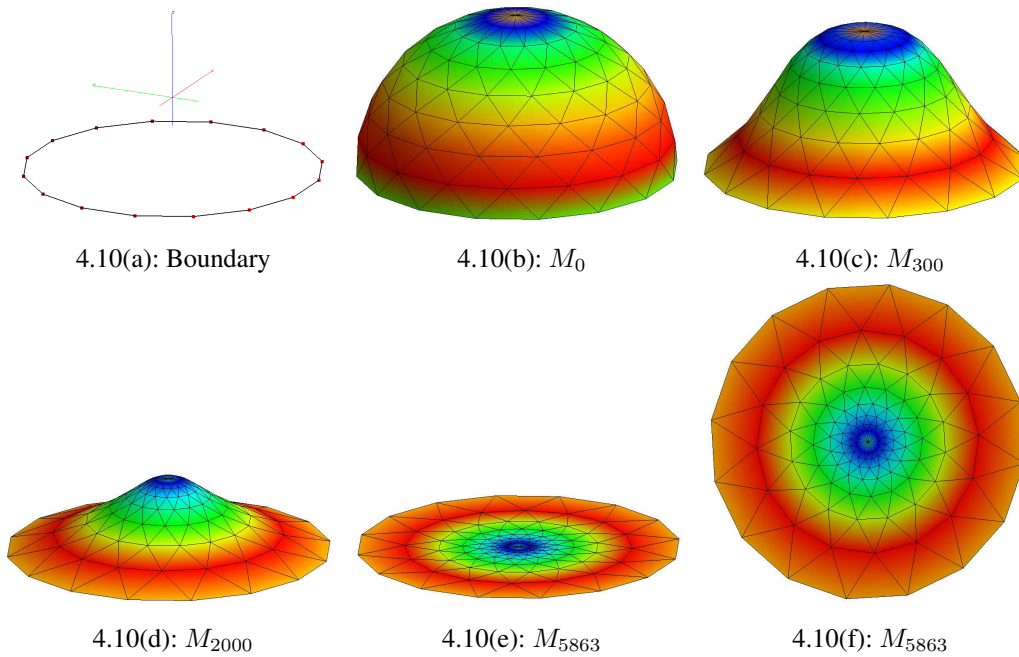 4.10(a): Boundary
4.10(b): M₀
4.10(c): M₃₀₀
4.10(d): M₂₀₀₀
4.10(e): M₅₈₆₃
4.10(f): M₅₈₆₃